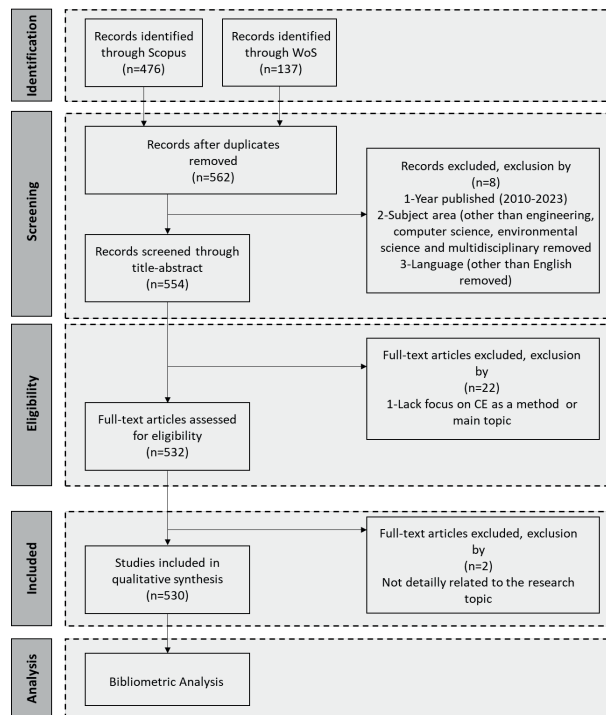 Identification
Records identified
through Scopus
(n=476)
Records identified
through WoS
(n=137)
Screening
Records after duplicates
removed
(n=562)
Records excluded, exclusion by
(n=8)
1-Year published (2010-2023)
2-Subject area (other than engineering,
computer science, environmental
science and multidisciplinary removed
3-Language (other than English
removed)
Records screened through
title-abstract
(n=554)
Eligibility
Full-text articles excluded, exclusion
by
(n=22)
1-Lack focus on CE as a method or
main topic
Full-text articles assessed
for eligibility
(n=532)
Included
Full-text articles excluded, exclusion
by
(n=2)
Not detailly related to the research
topic
Studies included in
qualitative synthesis
(n=530)
Analysis
Bibliometric Analysis